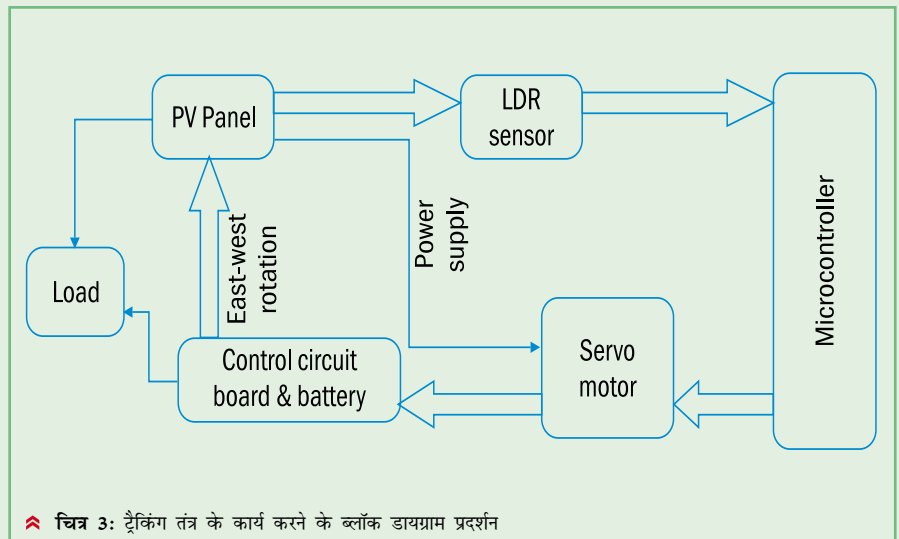 PV Panel
LDR
sensor
Microcontroller
Power
supply
East-west
rotation
Load
Control circuit
board & battery
Servo
motor
चित्र 3: ट्रैकिंग तंत्र के कार्य करने के ब्लॉक डायग्राम प्रदर्शन